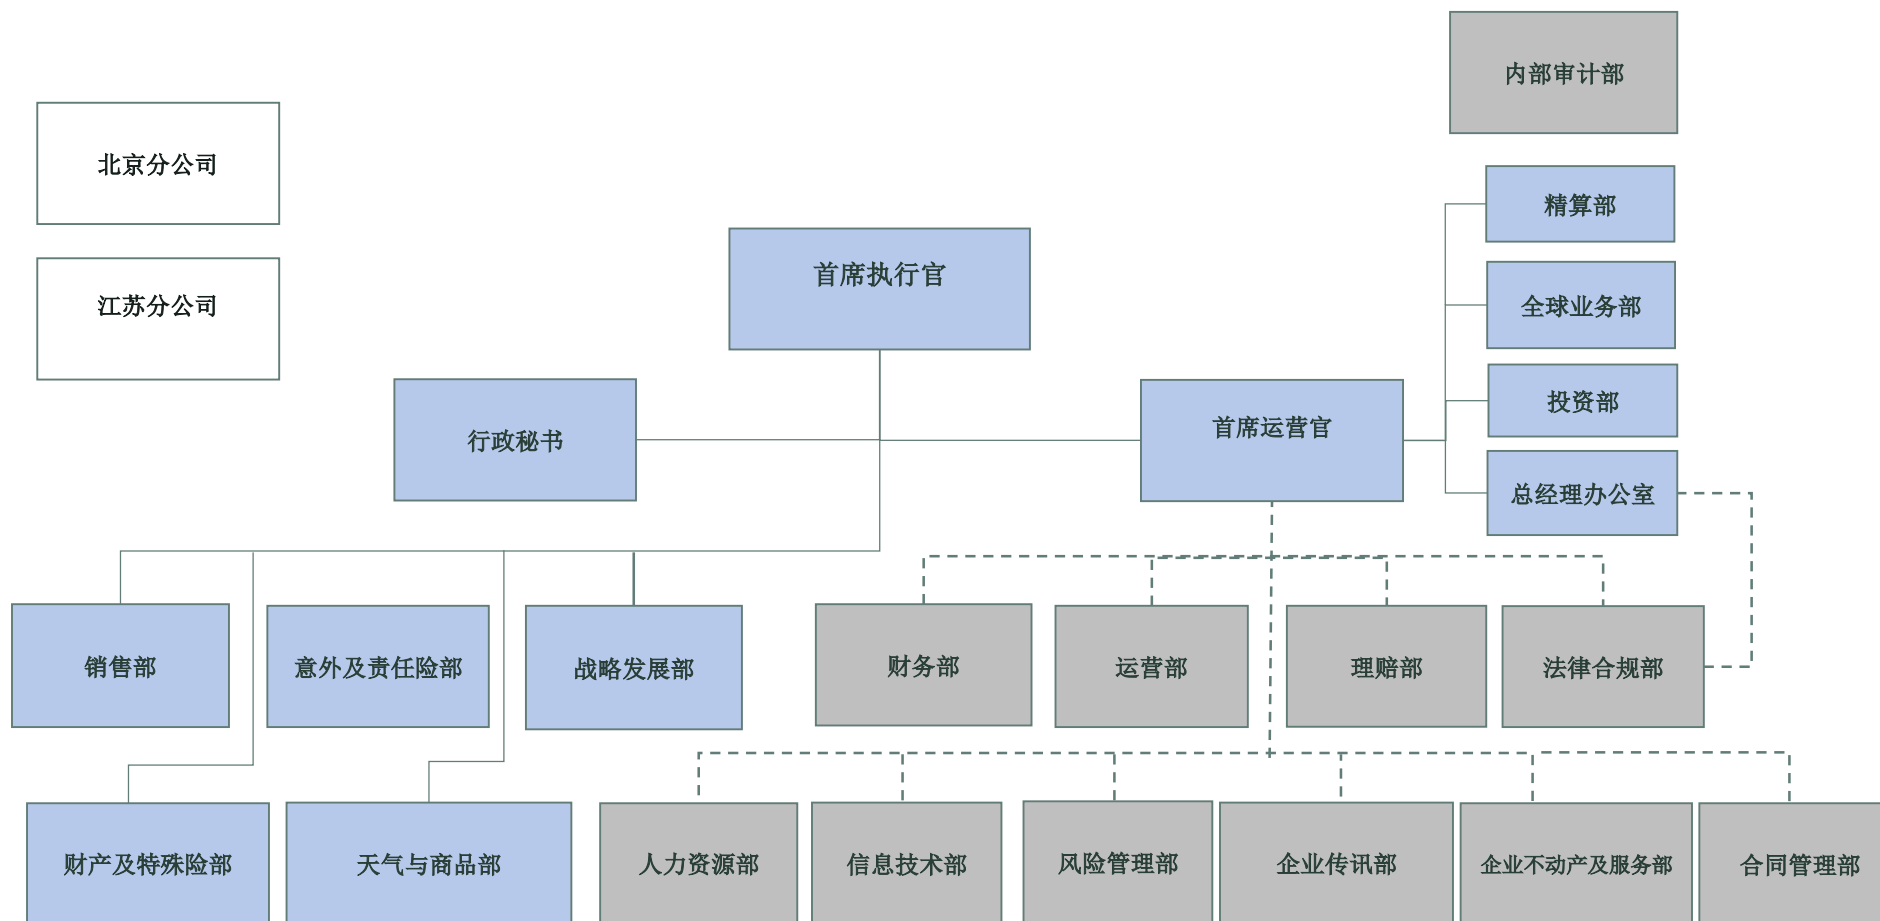 内部审计部
北京分公司
精算部
首席执行官
江苏分公司
全球业务部
投资部
行政秘书
首席运营官
总经理办公室
销售部
意外及责任险部
战略发展部
财务部
运营部
理赔部
法律合规部
财产及特殊险部
天气与商品部
人力资源部
信息技术部
风险管理部
企业传讯部
企业不动产及服务部
合同管理部